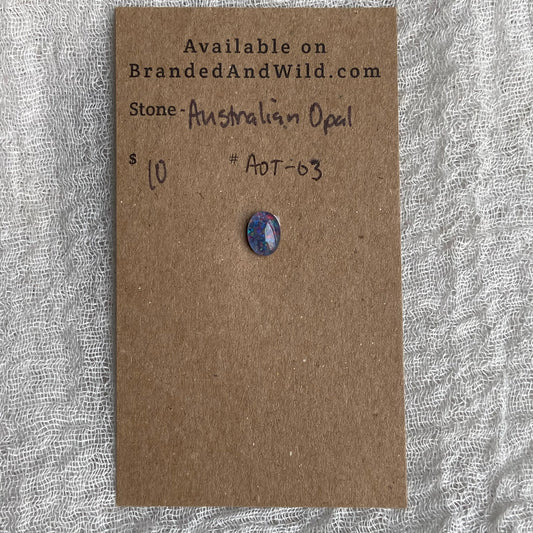 Available on
BrandedAndWild.com
Stone - Australian Opal
$ 10 # AOT-03